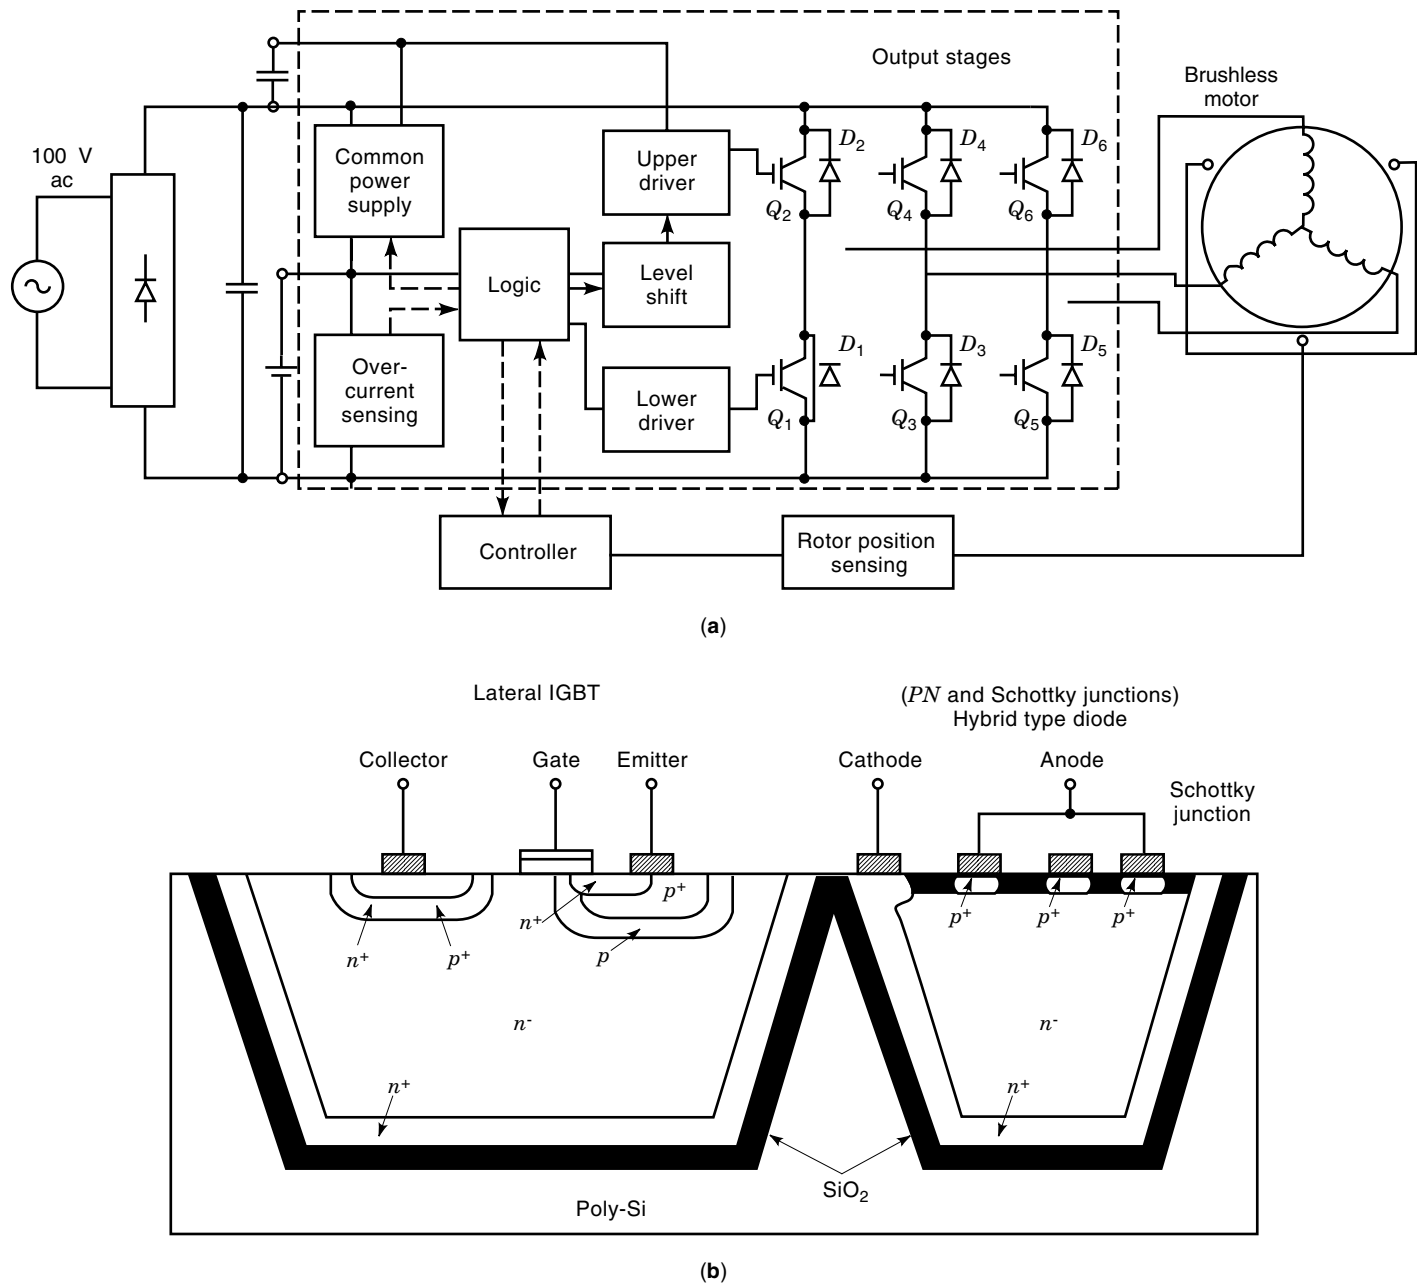 Output stages
Brushless
motor
100 V
ac
Common
power
supply
Upper
driver
D2
D4
D6
Q2
Q4
Q6
Logic
Level
shift
Over-
current
sensing
Lower
driver
D1
D3
D5
Q1
Q3
Q5
Controller
Rotor position
sensing
(a)
Lateral IGBT
(PN and Schottky junctions)
Hybrid type diode
Collector
Gate
Emitter
Cathode
Anode
Schottky
junction
p+
n+
p+
n+
p
p+
p+
p+
n-
n-
n+
n+
SiO2
Poly-Si
(b)